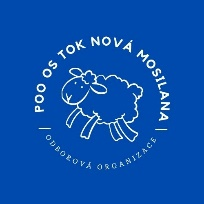 POO OS TOK NOVÁ MOSILANA
| ODBOROVÁ ORGANIZACE |